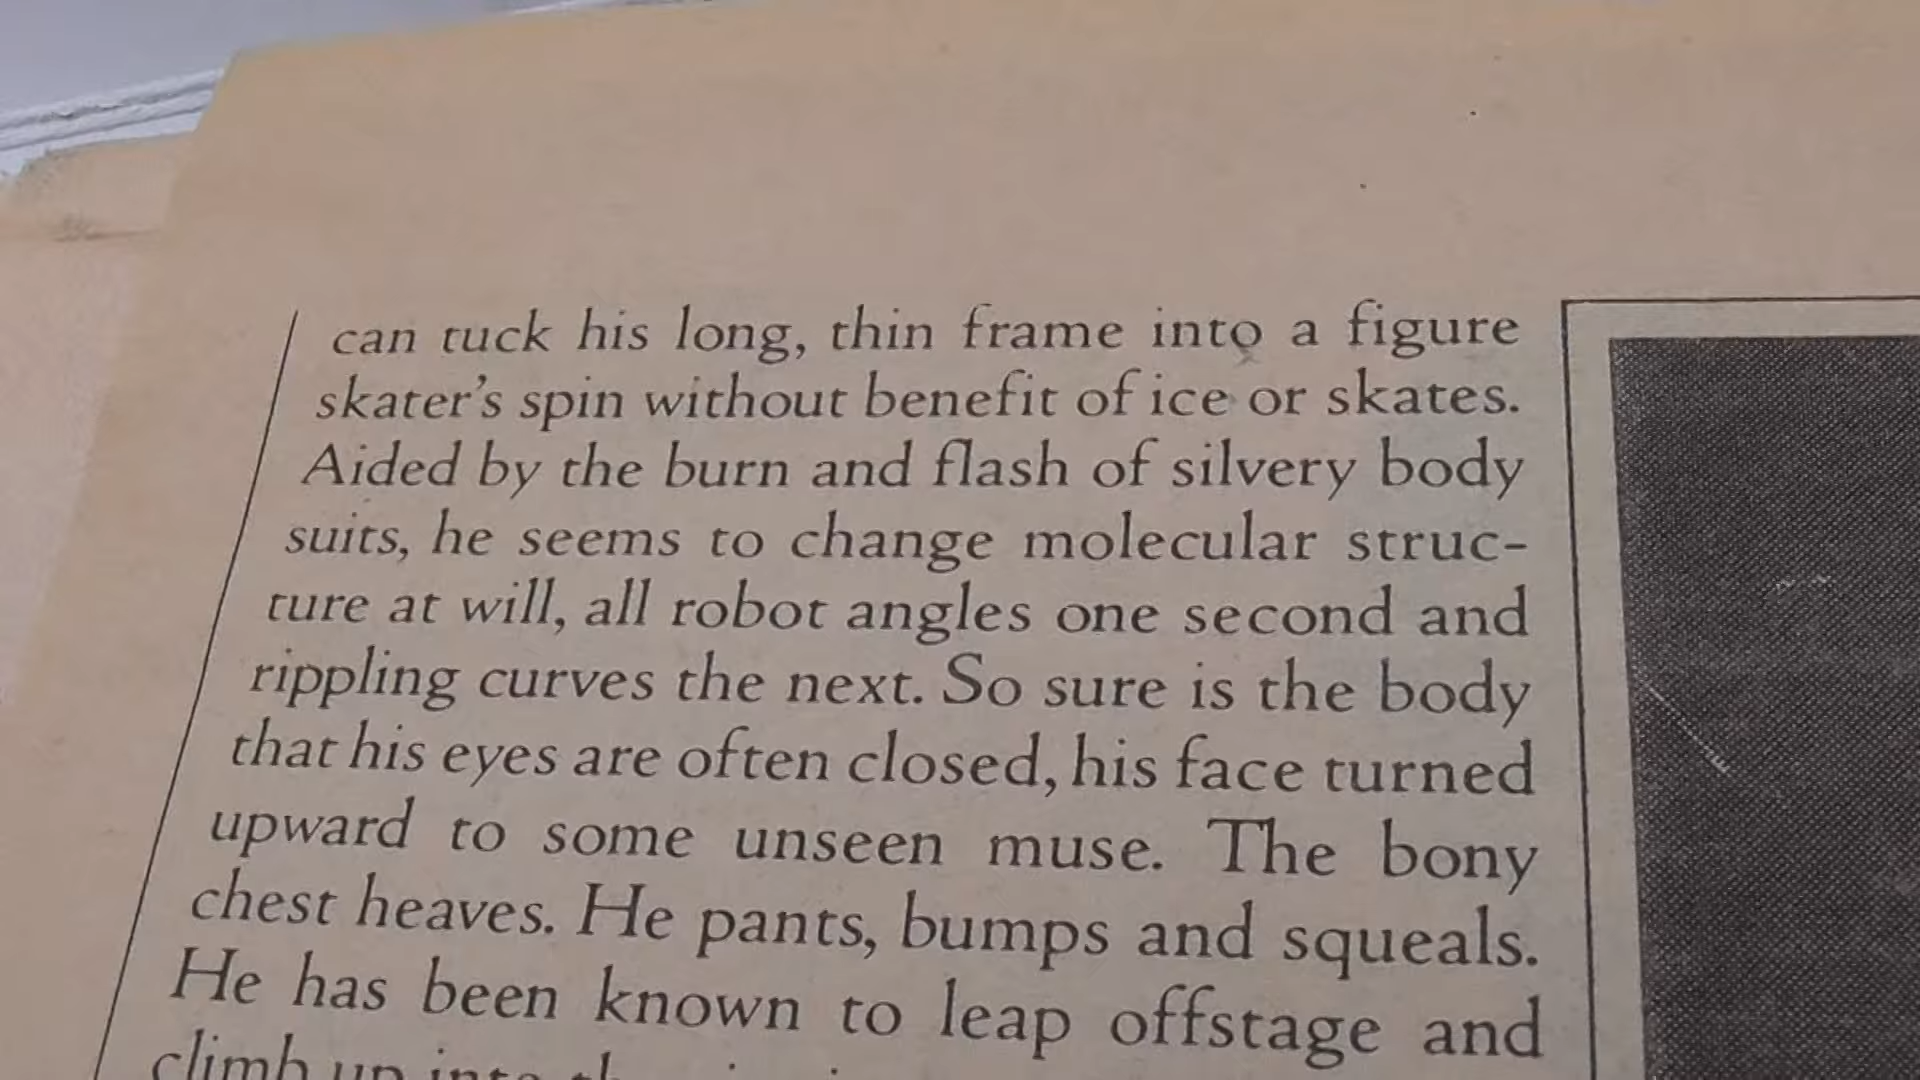 can tuck his long, thin frame into a figure
skater's spin without benefit of ice or skates.
Aided by the burn and flash of silvery body
suits, he seems to change molecular struc-
ture at will, all robot angles one second and
rippling curves the next. So sure is the body
that his eyes are often closed, his face turned
upward to some unseen muse. The bony
chest heaves. He pants, bumps and squeals.
He has been known to leap offstage and
climb up into